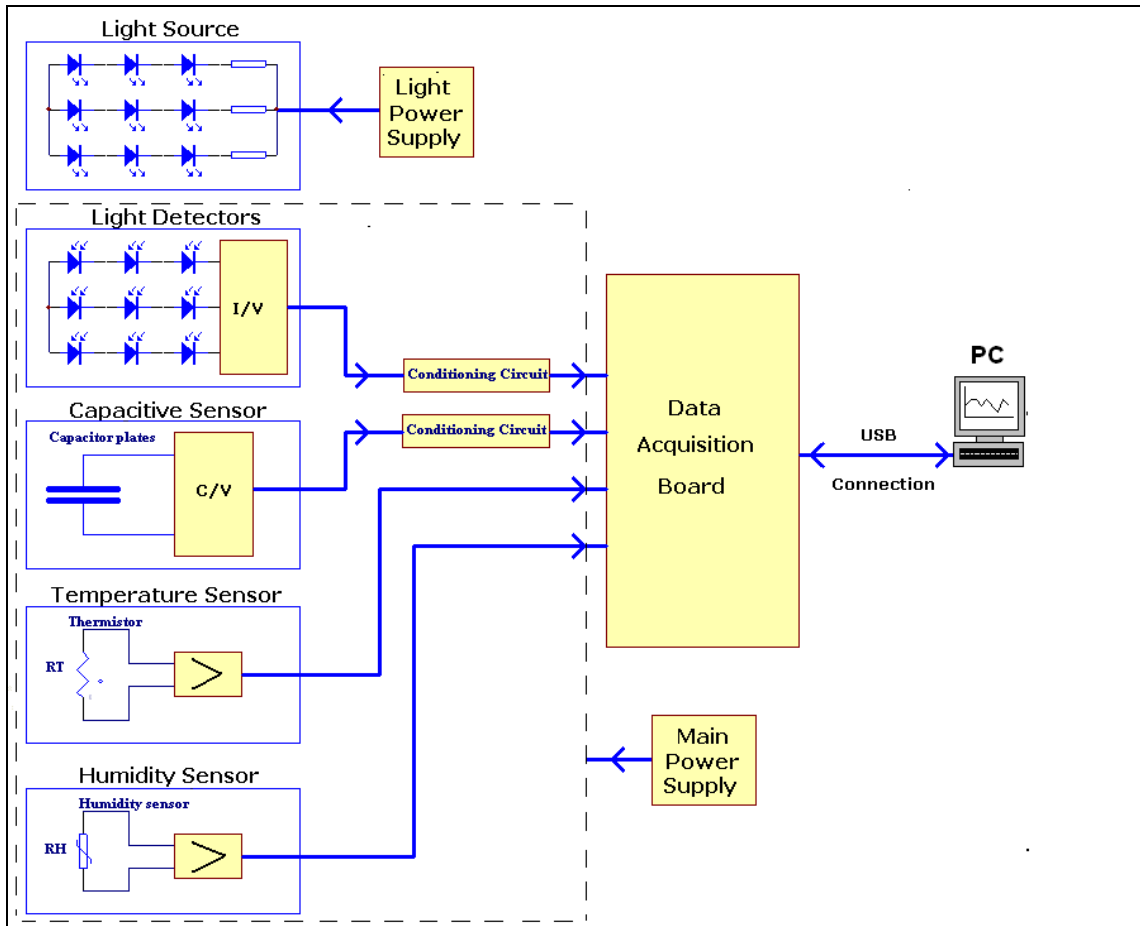 Light Source
Light
Power
Supply
Light Detectors
I/V
Conditioning Circuit
Capacitive Sensor
Capacitor plates
C/V
Conditioning Circuit
Temperature Sensor
Thermistor
RT
Humidity Sensor
Humidity sensor
RH
Data
Acquisition
Board
USB
Connection
PC
Main
Power
Supply